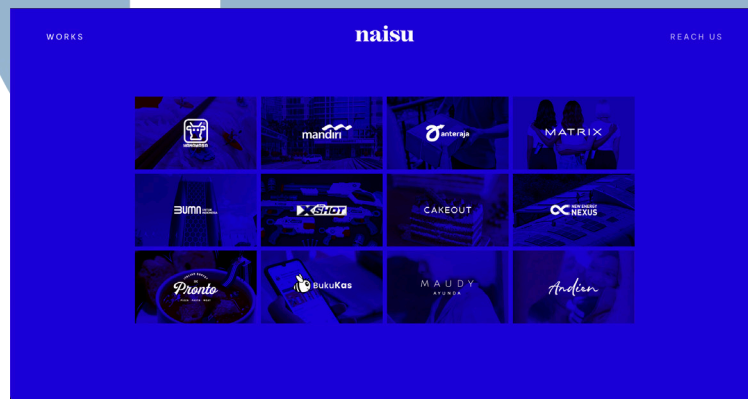 WORKS
naisu
REACH US
mandiri
anteraja
MATRIX
BUMN
X-SHOT
CAKEOUT
NEW ENERGY
NEXUS
Pronto
BukuKas
MAUDY
AYUNDA
Andien